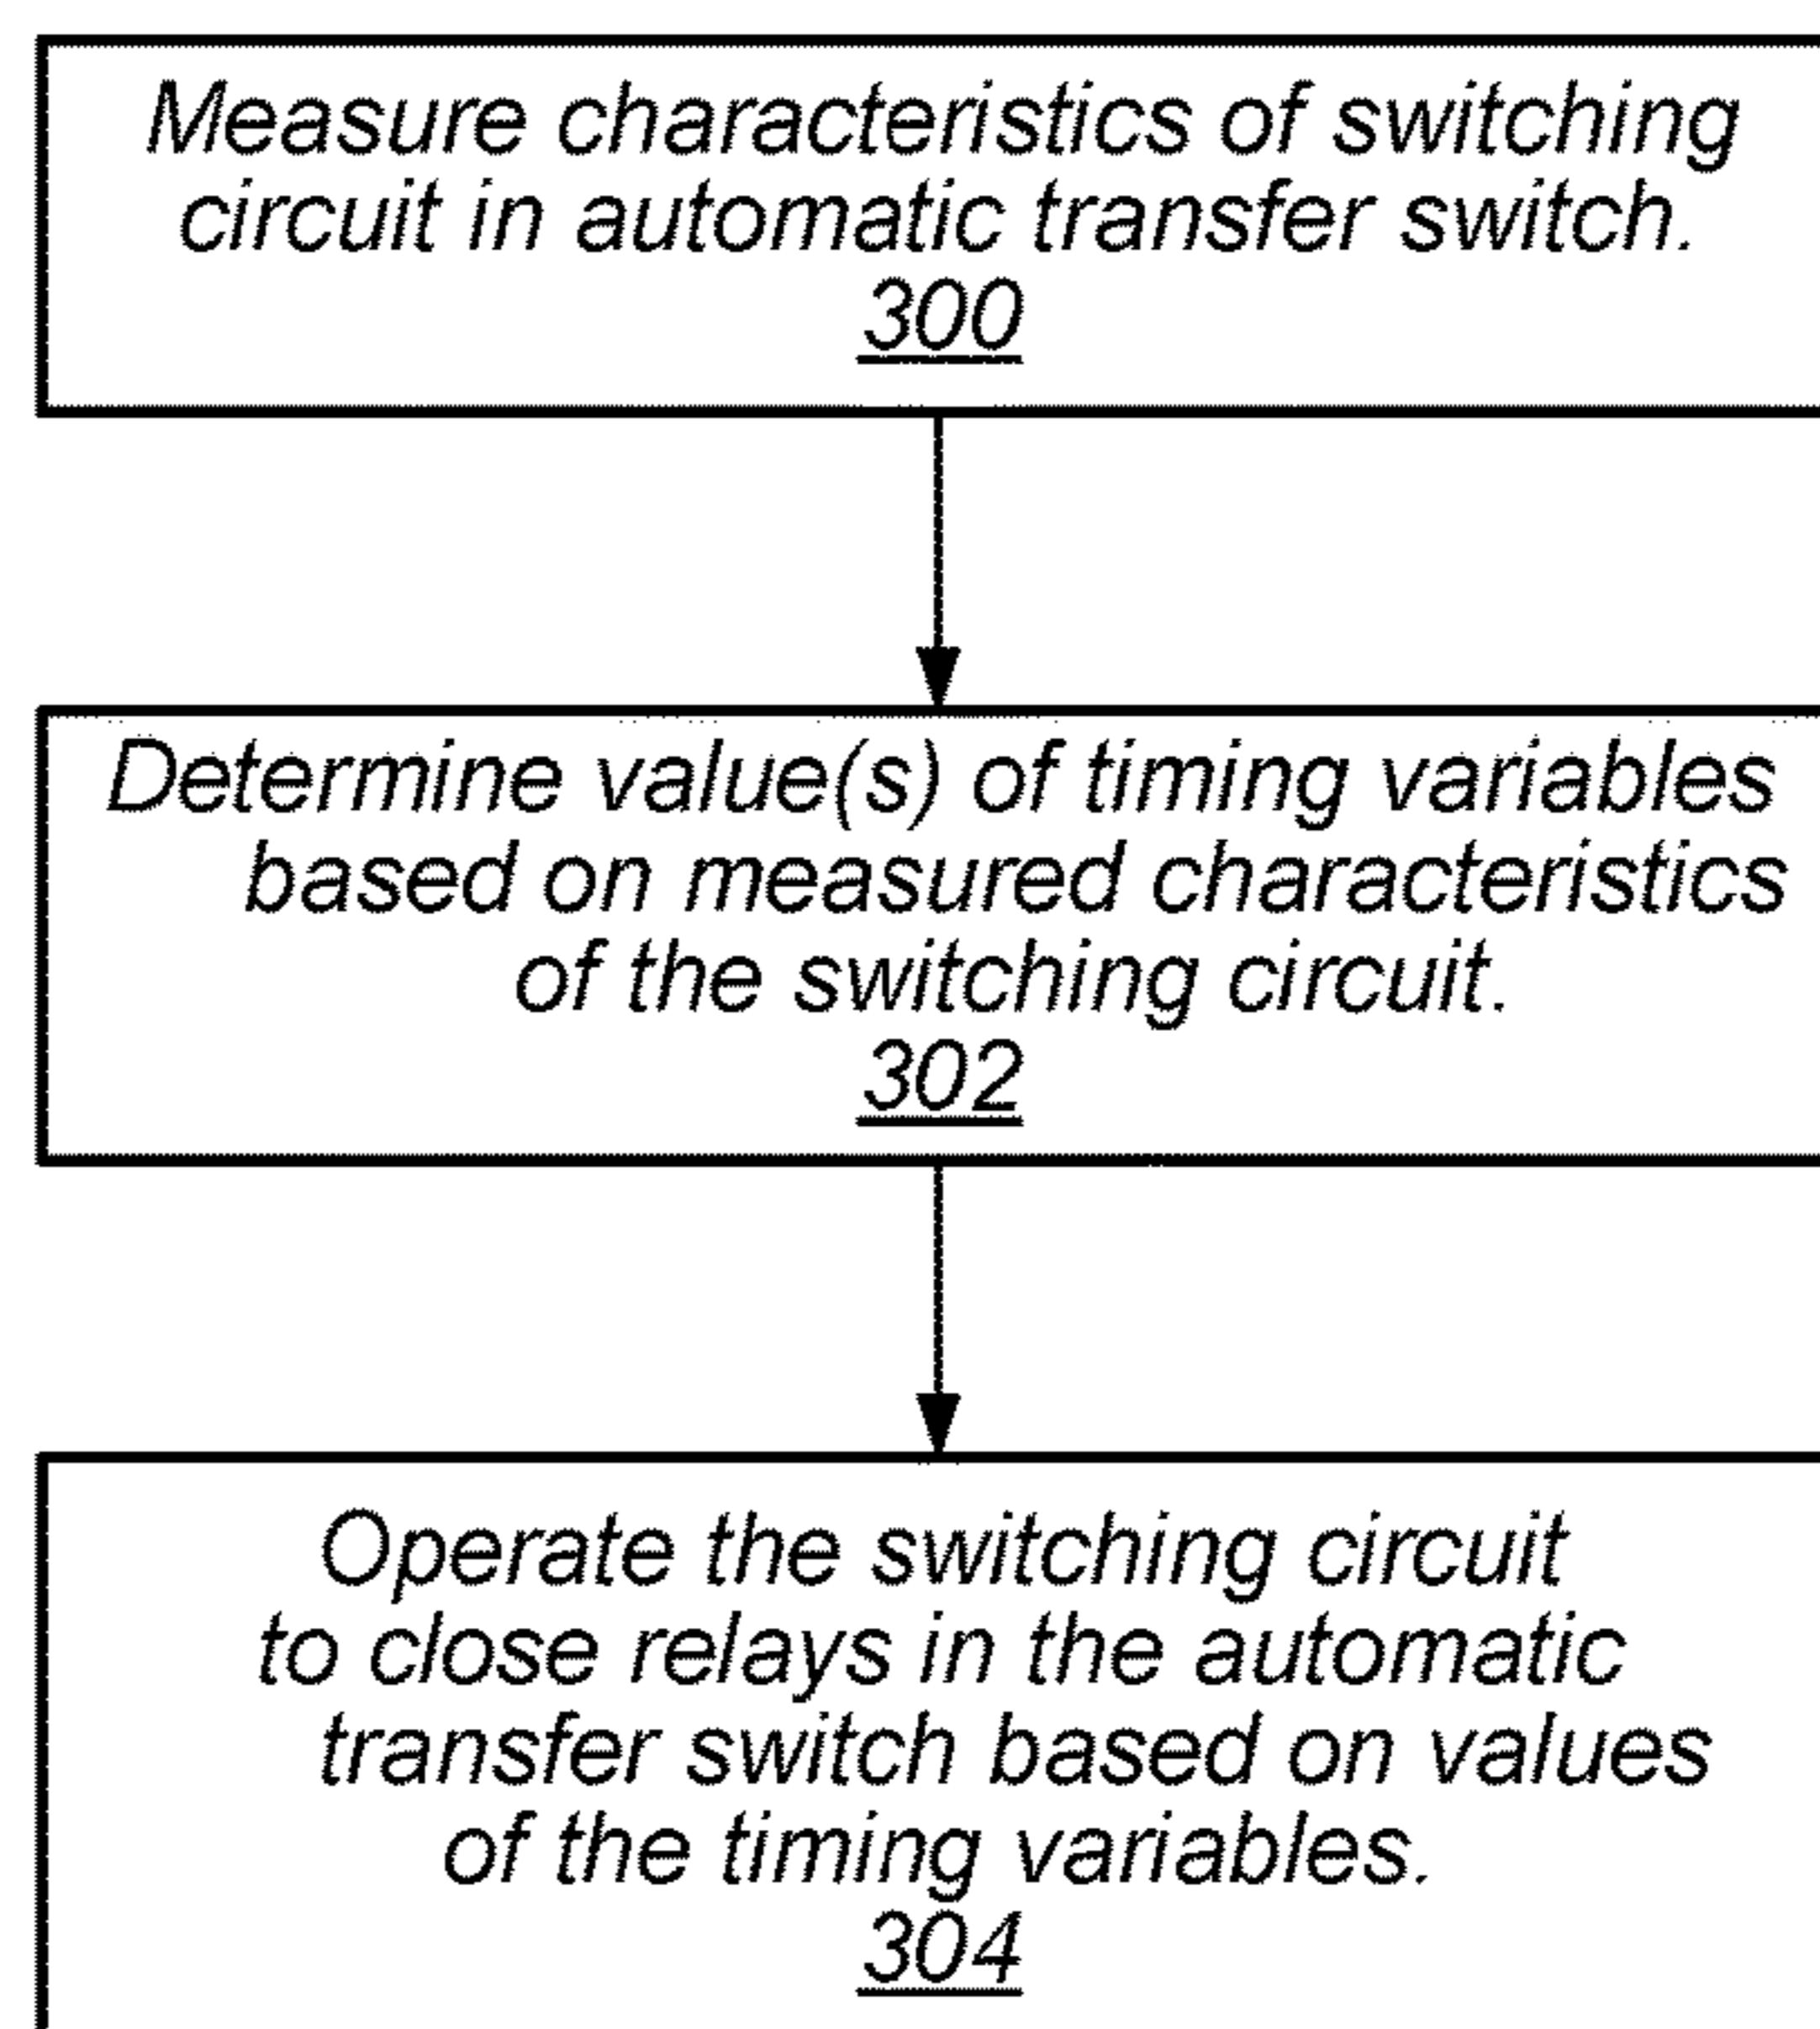 Measure characteristics of switching
circuit in automatic transfer switch.
300
Determine value(s) of timing variables
based on measured characteristics
of the switching circuit.
302
Operate the switching circuit
to close relays in the automatic
transfer switch based on values
of the timing variables.
304